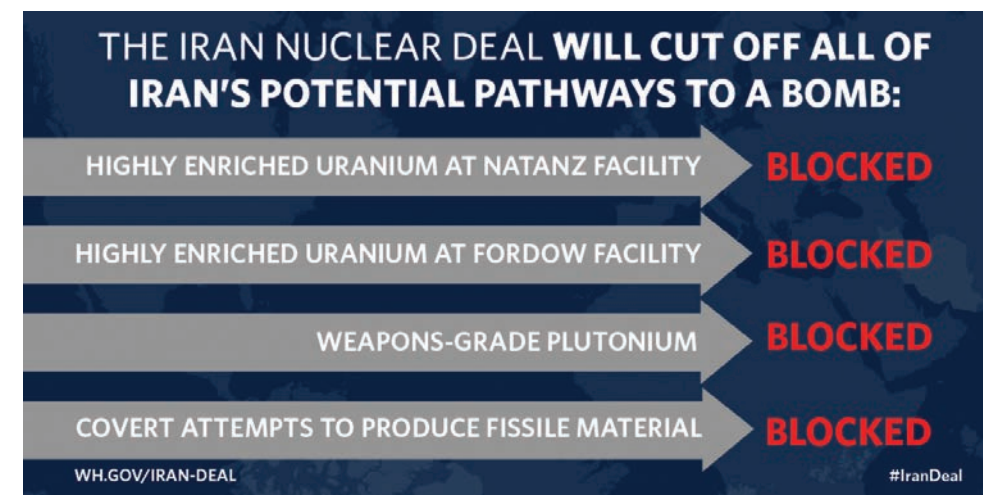 THE IRAN NUCLEAR DEAL WILL CUT OFF ALL OF
IRAN'S POTENTIAL PATHWAYS TO A BOMB:
HIGHLY ENRICHED URANIUM AT NATANZ FACILITY BLOCKED
HIGHLY ENRICHED URANIUM AT FORDOW FACILITY BLOCKED
WEAPONS-GRADE PLUTONIUM BLOCKED
COVERT ATTEMPTS TO PRODUCE FISSILE MATERIAL BLOCKED
WH.GOV/IRAN-DEAL #IranDeal